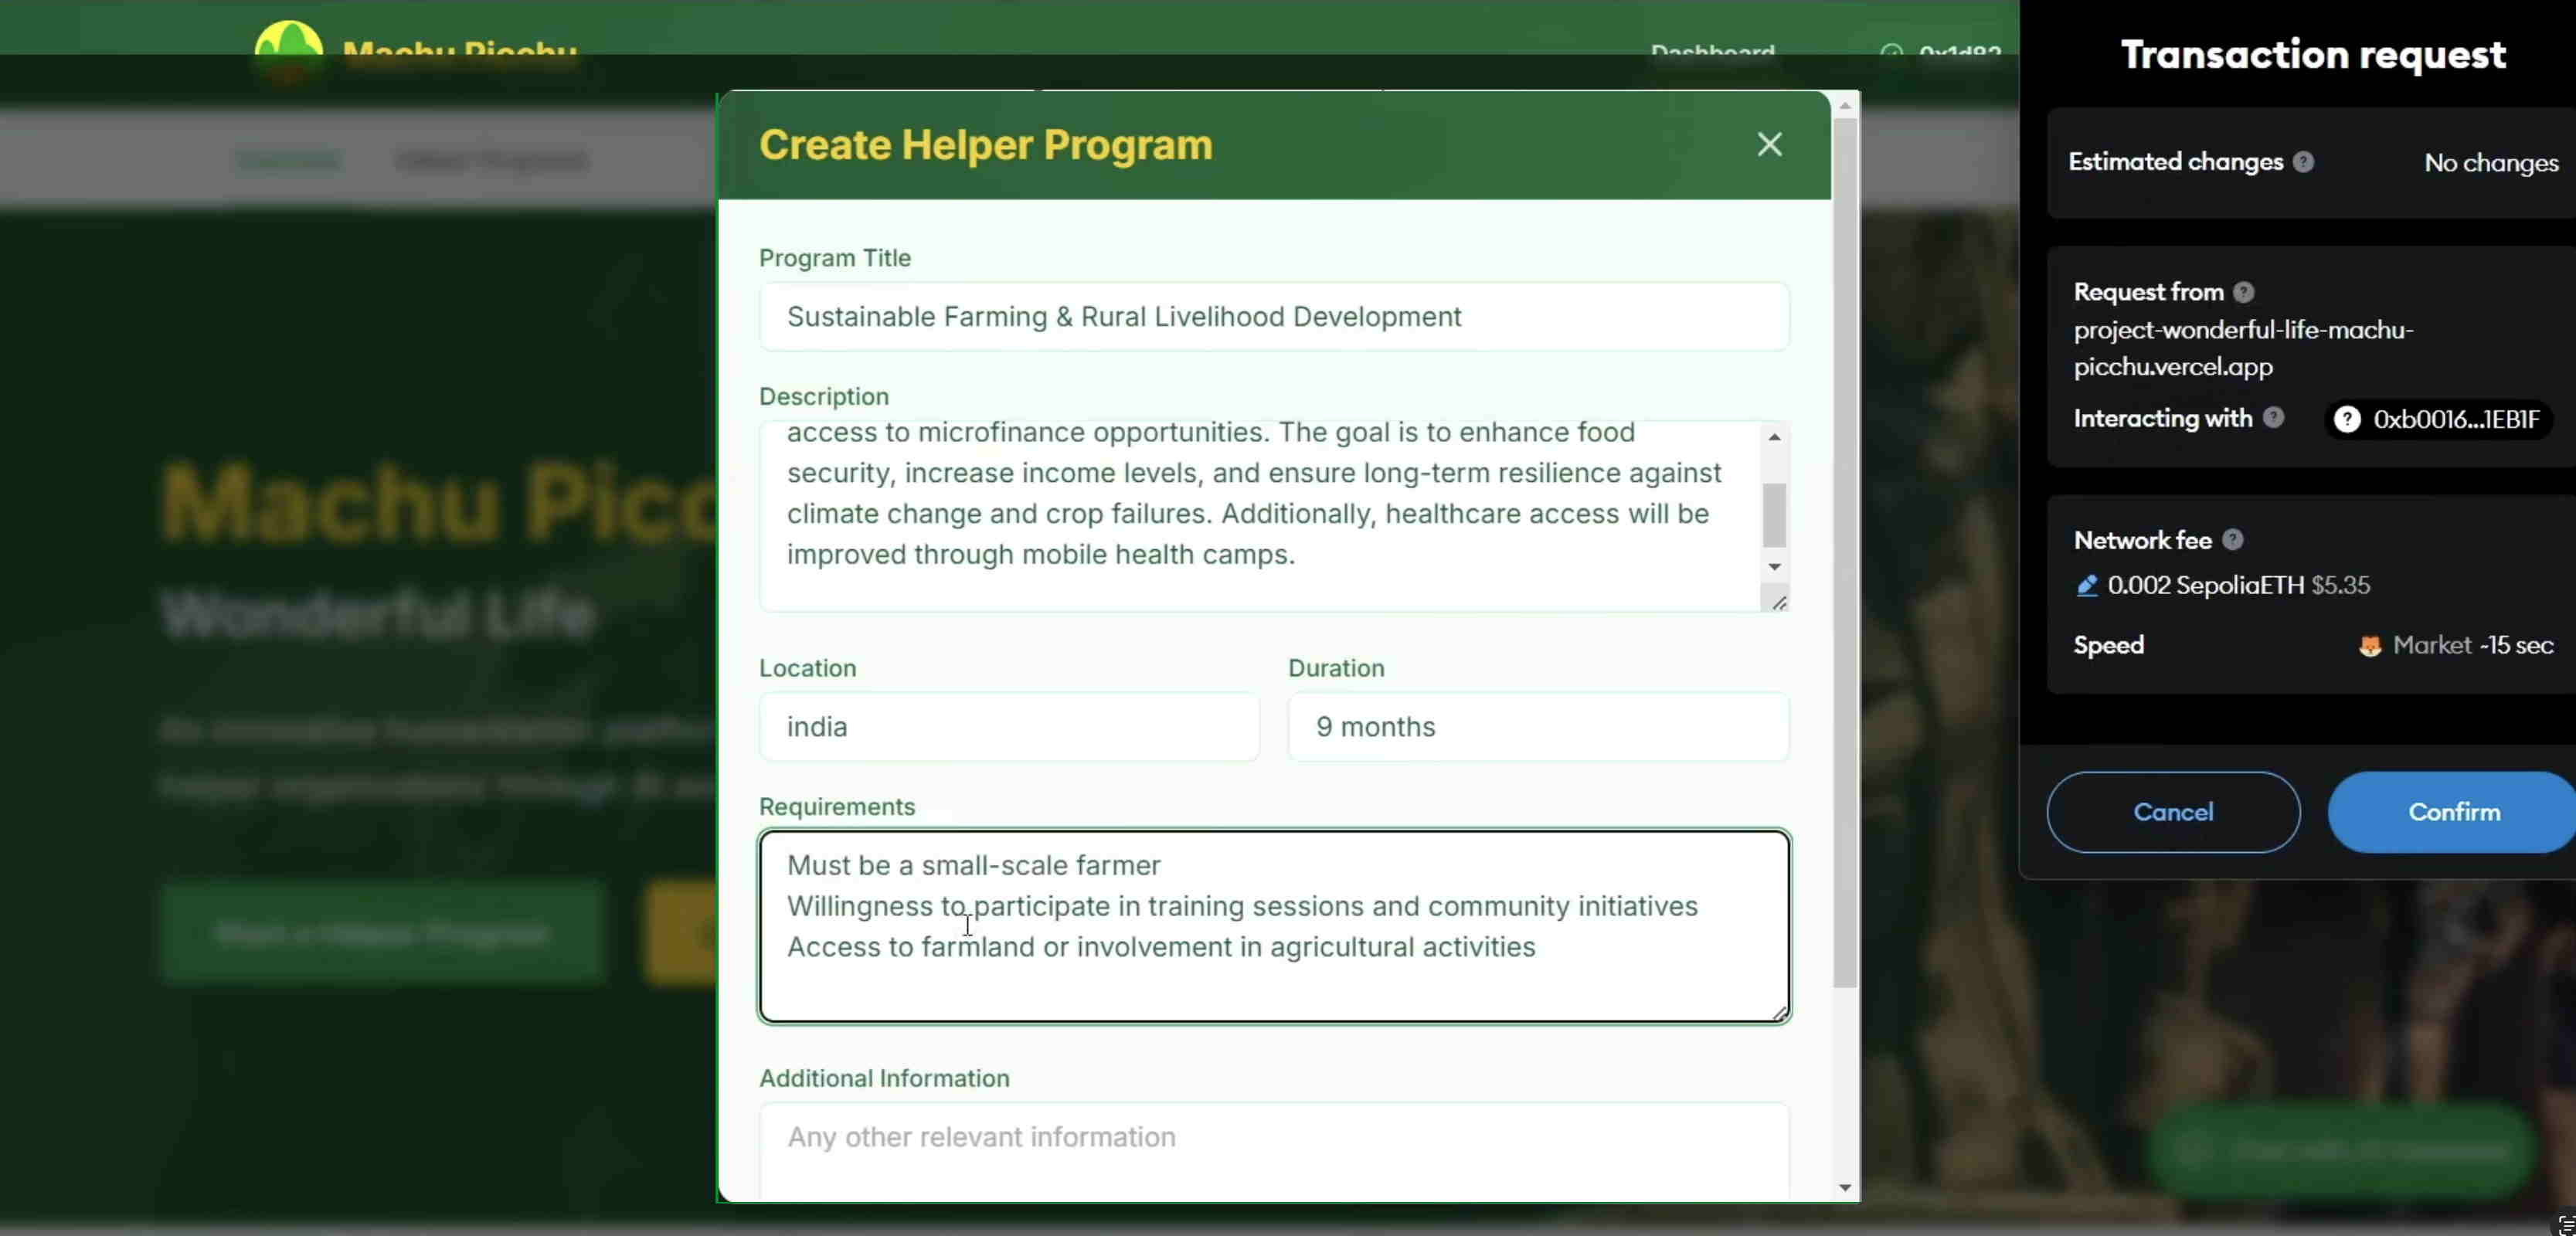 Machu Picchu
Dashboard
0x1d82
Create Helper Program
Program Title
Sustainable Farming & Rural Livelihood Development
Description
access to microfinance opportunities. The goal is to enhance food
security, increase income levels, and ensure long-term resilience against
climate change and crop failures. Additionally, healthcare access will be
improved through mobile health camps.
Location
Duration
india
9 months
Requirements
Must be a small-scale farmer
Willingness to participate in training sessions and community initiatives
Access to farmland or involvement in agricultural activities
Additional Information
Any other relevant information
Machu Picc
Wonderful Life
Transaction request
Estimated changes ?
No changes
Request from ?
project-wonderful-life-machu-
picchu.vercel.app
Interacting with ?
? 0xb0016...1EB1F
Network fee ?
0.002 SepoliaETH $5.35
Speed
Market ~15 sec
Cancel
Confirm